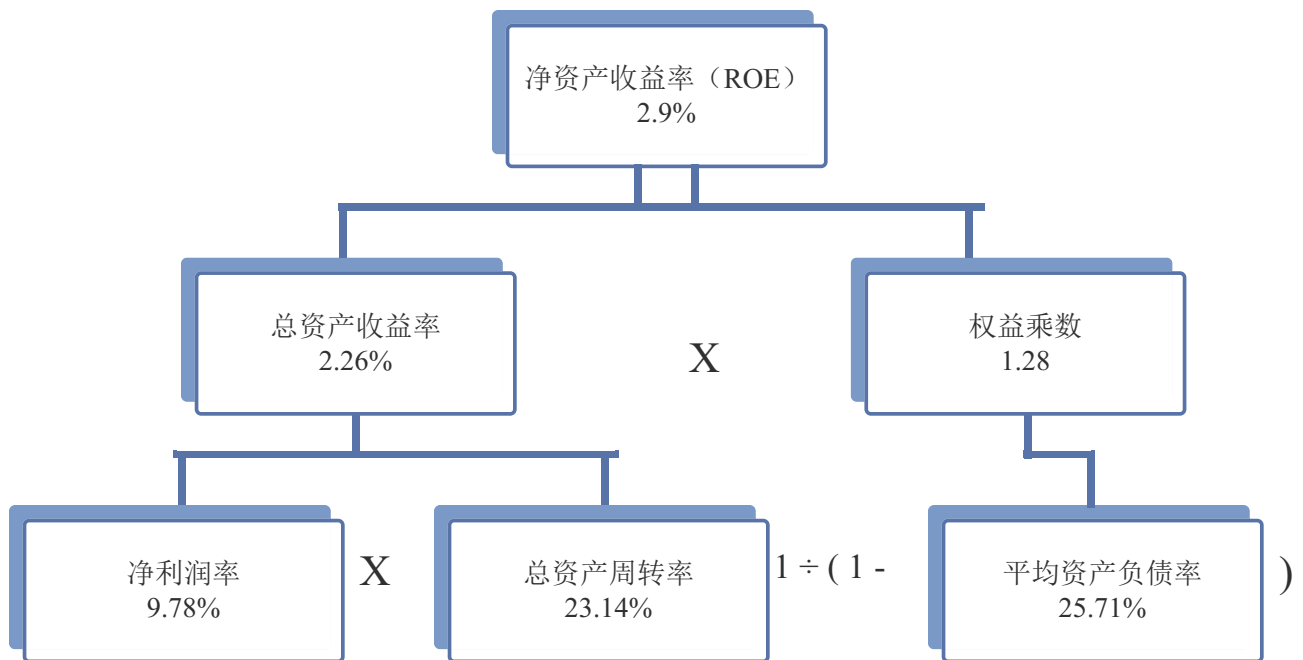 净资产收益率（ROE）
2.9%
总资产收益率
2.26%
X
权益乘数
1.28
净利润率
9.78%
X
总资产周转率
23.14%
1 ÷ ( 1 -
平均资产负债率
25.71%
)